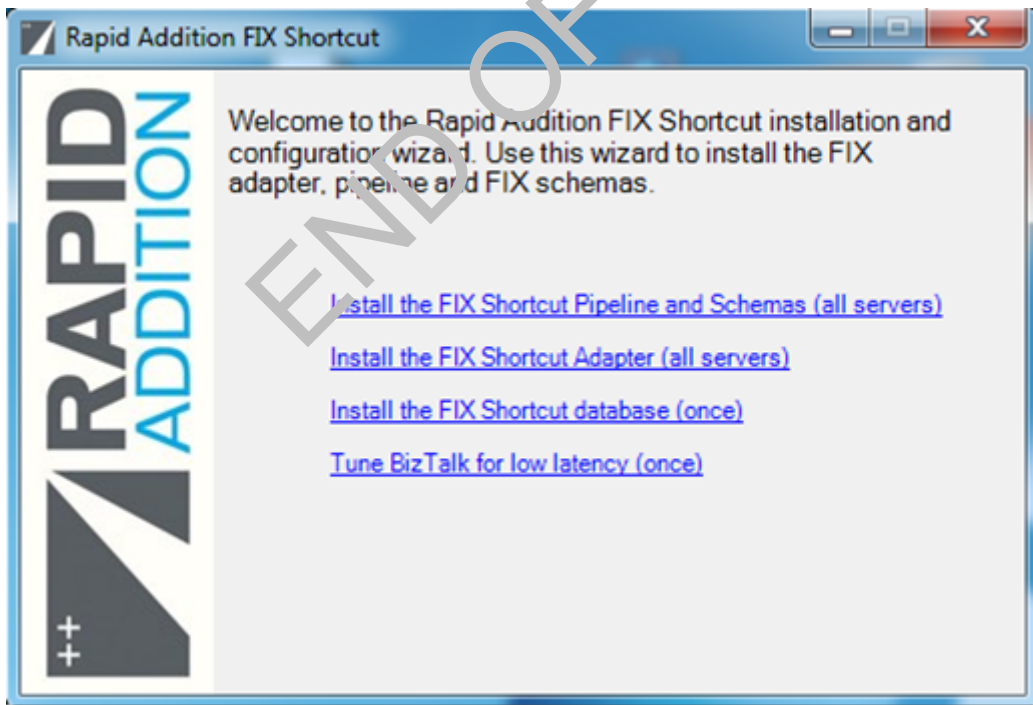 Rapid Addition FIX Shortcut
RAPID
ADDITION
Welcome to the Rapid Addition FIX Shortcut installation and
configuration wizard. Use this wizard to install the FIX
adapter, pipeline and FIX schemas.
Install the FIX Shortcut Pipeline and Schemas (all servers)
Install the FIX Shortcut Adapter (all servers)
Install the FIX Shortcut database (once)
Tune BizTalk for low latency (once)
++
END OF